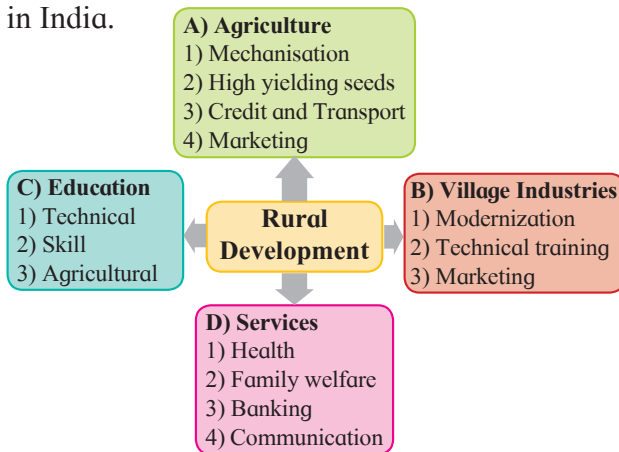 in India.
A) Agriculture
1) Mechanisation
2) High yielding seeds
3) Credit and Transport
4) Marketing
C) Education
1) Technical
2) Skill
3) Agricultural
Rural
Development
B) Village Industries
1) Modernization
2) Technical training
3) Marketing
D) Services
1) Health
2) Family welfare
3) Banking
4) Communication